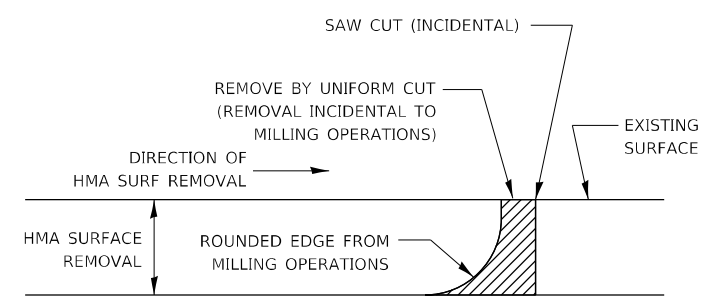 SAW CUT (INCIDENTAL)
REMOVE BY UNIFORM CUT
(REMOVAL INCIDENTAL TO
MILLING OPERATIONS)
EXISTING
SURFACE
DIRECTION OF
HMA SURF REMOVAL
HMA SURFACE
REMOVAL
ROUNDED EDGE FROM
MILLING OPERATIONS